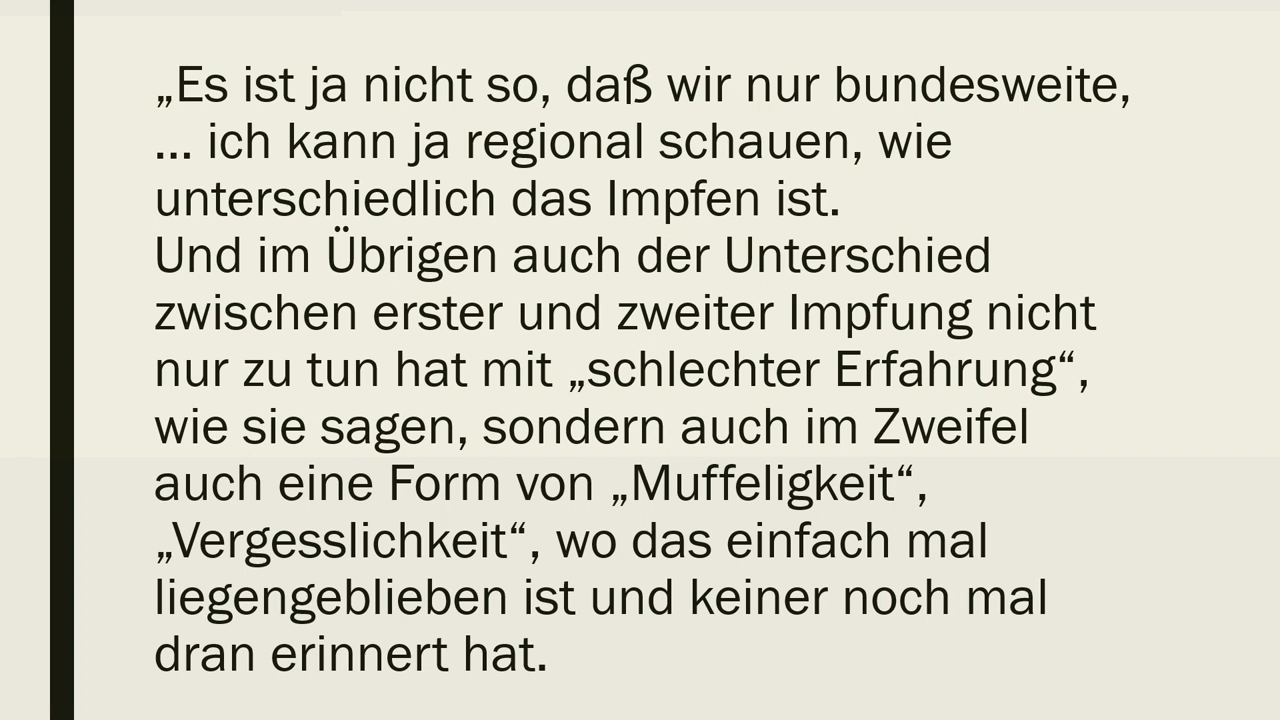 „Es ist ja nicht so, daß wir nur bundesweite,
... ich kann ja regional schauen, wie
unterschiedlich das Impfen ist.
Und im Übrigen auch der Unterschied
zwischen erster und zweiter Impfung nicht
nur zu tun hat mit „schlechter Erfahrung“,
wie sie sagen, sondern auch im Zweifel
auch eine Form von „Muffeligkeit“,
„Vergesslichkeit“, wo das einfach mal
liegengeblieben ist und keiner noch mal
dran erinnert hat.